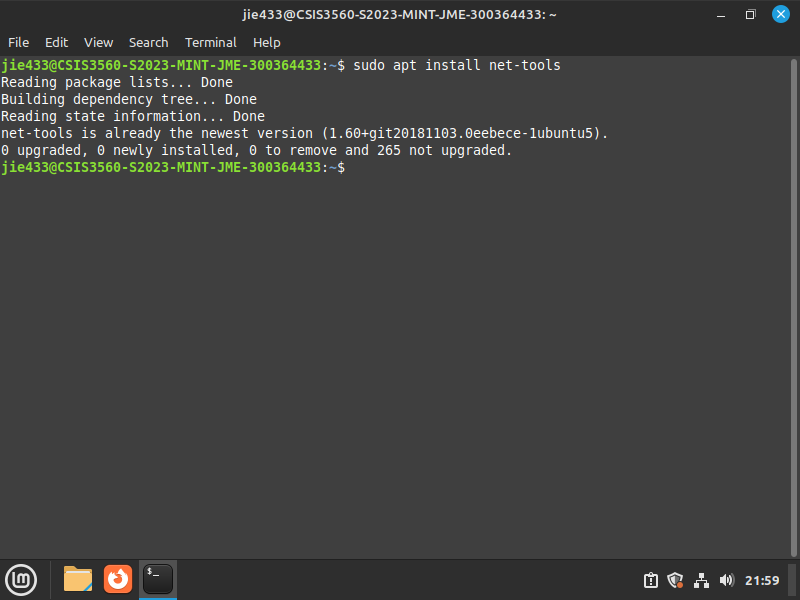 jie433@CSIS3560-S2023-MINT-JME-300364433: ~
File Edit View Search Terminal Help
jie433@CSIS3560-S2023-MINT-JME-300364433:~$ sudo apt install net-tools
Reading package lists... Done
Building dependency tree... Done
Reading state information... Done
net-tools is already the newest version (1.60+git20181103.0eebece-1ubuntu5).
0 upgraded, 0 newly installed, 0 to remove and 265 not upgraded.
jie433@CSIS3560-S2023-MINT-JME-300364433:~$
$_
21:59